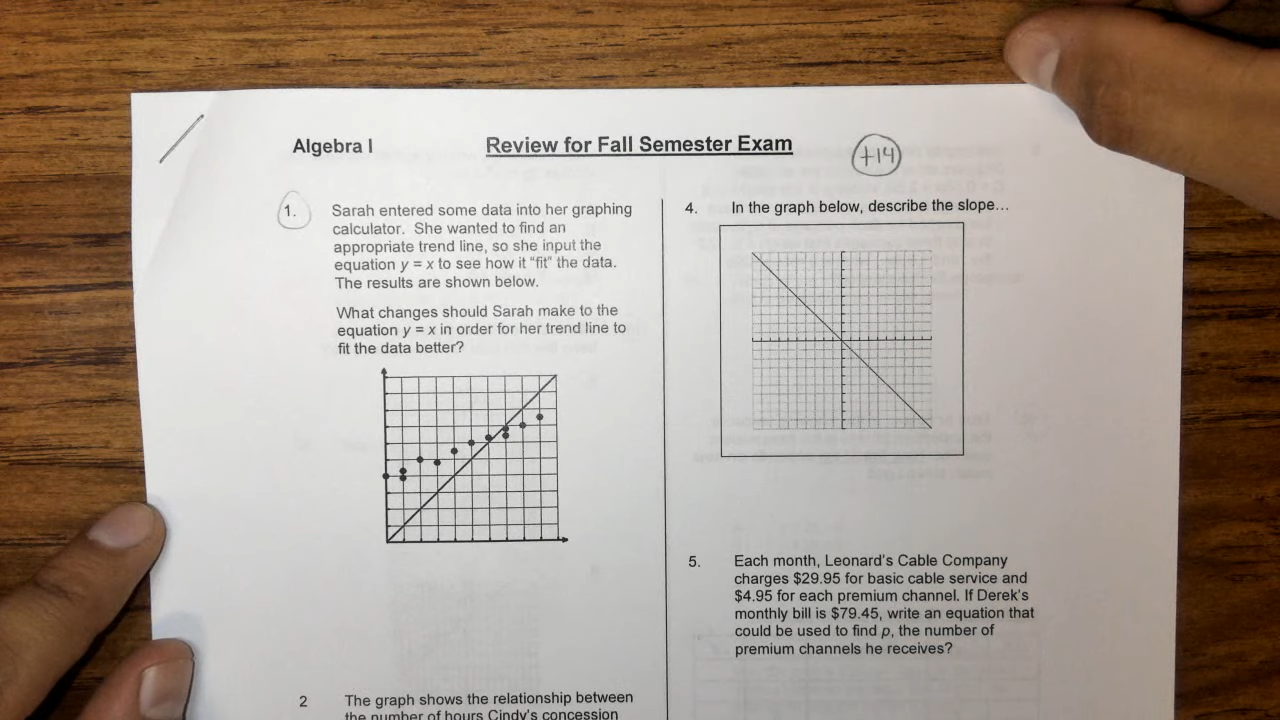 Algebra I
Review for Fall Semester Exam
+14
1.
Sarah entered some data into her graphing
calculator. She wanted to find an
appropriate trend line, so she input the
equation y = x to see how it "fit" the data.
The results are shown below.
What changes should Sarah make to the
equation y = x in order for her trend line to
fit the data better?
2
The graph shows the relationship between
the number of hours Cindy's concession
4.
In the graph below, describe the slope...
5.
Each month, Leonard's Cable Company
charges $29.95 for basic cable service and
$4.95 for each premium channel. If Derek's
monthly bill is $79.45, write an equation that
could be used to find p, the number of
premium channels he receives?